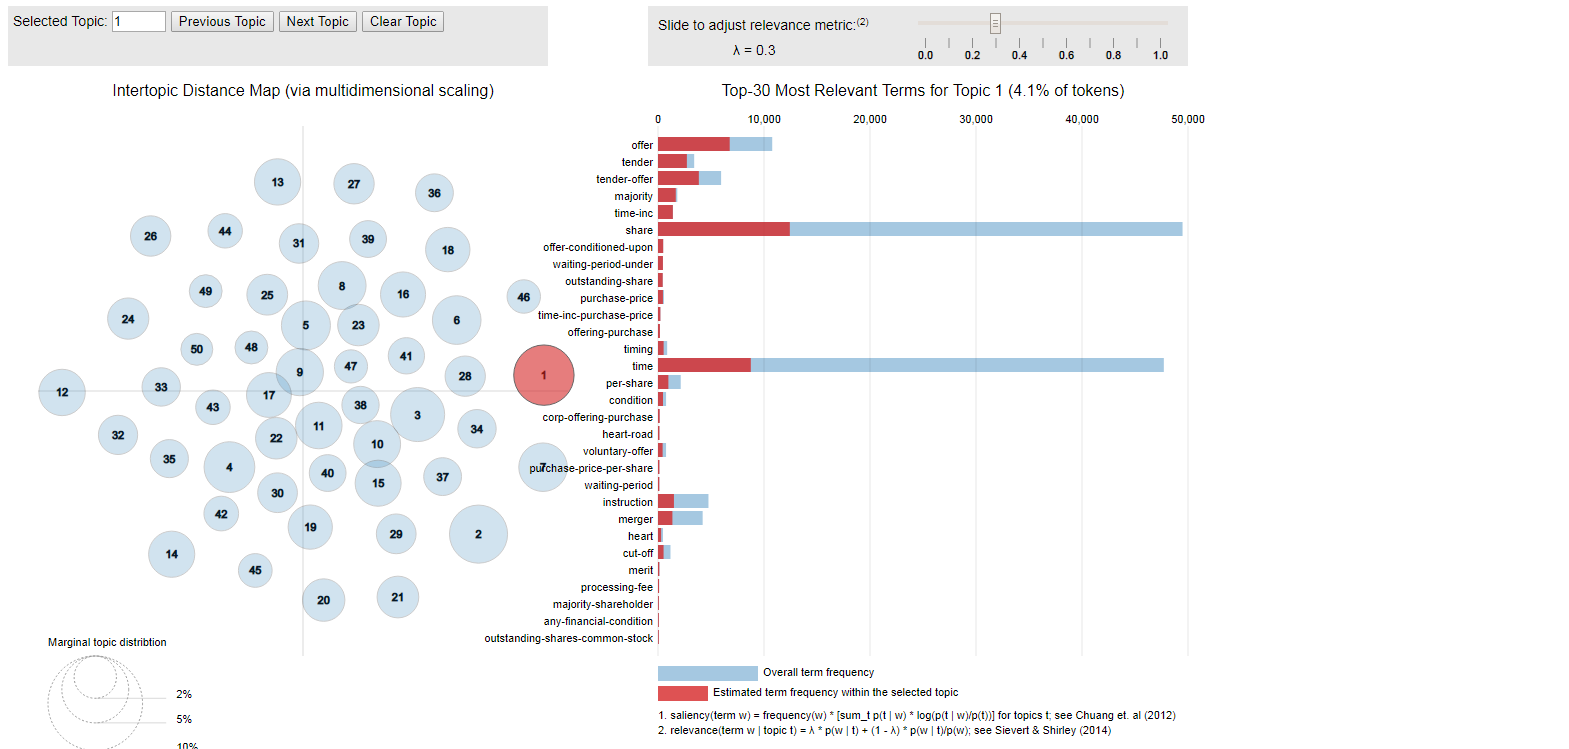 Selected Topic: 1 Previous Topic Next Topic Clear Topic
Slide to adjust relevance metric:(2)
λ = 0.3
0.0 0.2 0.4 0.6 0.8 1.0
Intertopic Distance Map (via multidimensional scaling)
13
27
36
26
44
31
39
18
49
25
8
16
46
24
5
23
6
50
48
9
47
41
28
1
12
33
17
43
38
3
11
34
32
22
10
35
4
40
15
37
7
30
42
19
29
2
14
45
20
21
Marginal topic distribtion
2%
5%
10%
Top-30 Most Relevant Terms for Topic 1 (4.1% of tokens)
0 10,000 20,000 30,000 40,000 50,000
offer
tender
tender-offer
majority
time-inc
share
offer-conditioned-upon
waiting-period-under
outstanding-share
purchase-price
time-inc-purchase-price
offering-purchase
timing
time
per-share
condition
corp-offering-purchase
heart-road
voluntary-offer
purchase-price-per-share
waiting-period
instruction
merger
heart
cut-off
merit
processing-fee
majority-shareholder
any-financial-condition
outstanding-shares-common-stock
Overall term frequency
Estimated term frequency within the selected topic
1. saliency(term w) = frequency(w) * [sum_t p(t | w) * log(p(t | w)/p(t))] for topics t; see Chuang et. al (2012)
2. relevance(term w | topic t) = λ * p(w | t) + (1 - λ) * p(w | t)/p(w); see Sievert & Shirley (2014)